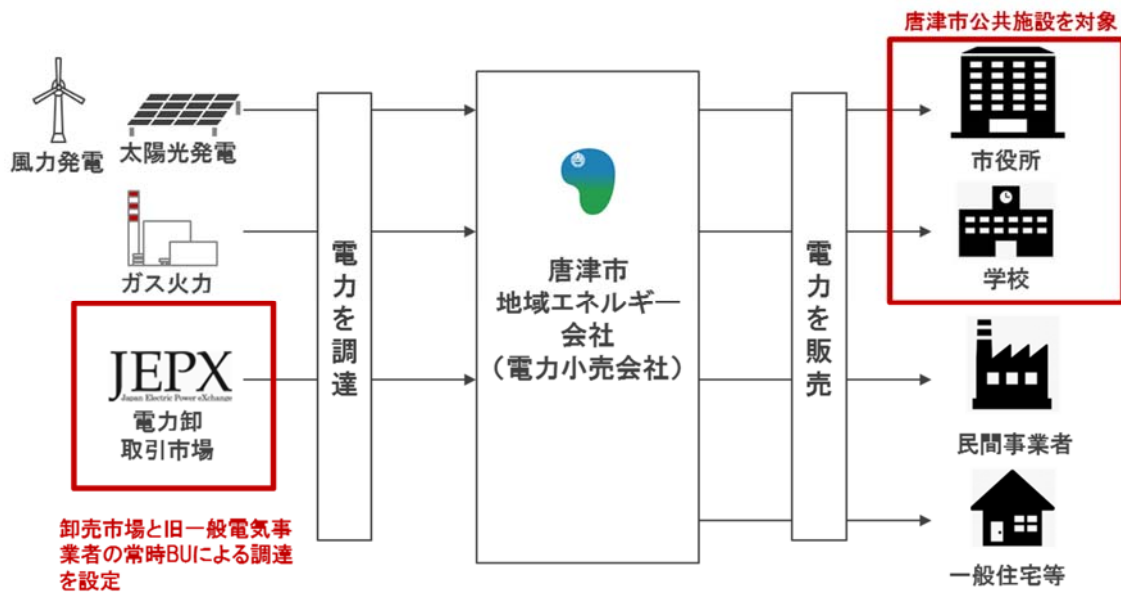 唐津市公共施設を対象
風力発電
太陽光発電
ガス火力
JEPX
Japan Electric Power eXchange
電力卸
取引市場
卸売市場と旧一般電気事
業者の常時BUによる調達
を設定
電力を調達
唐津市
地域エネルギー
会社
（電力小売会社）
電力を販売
市役所
学校
民間事業者
一般住宅等